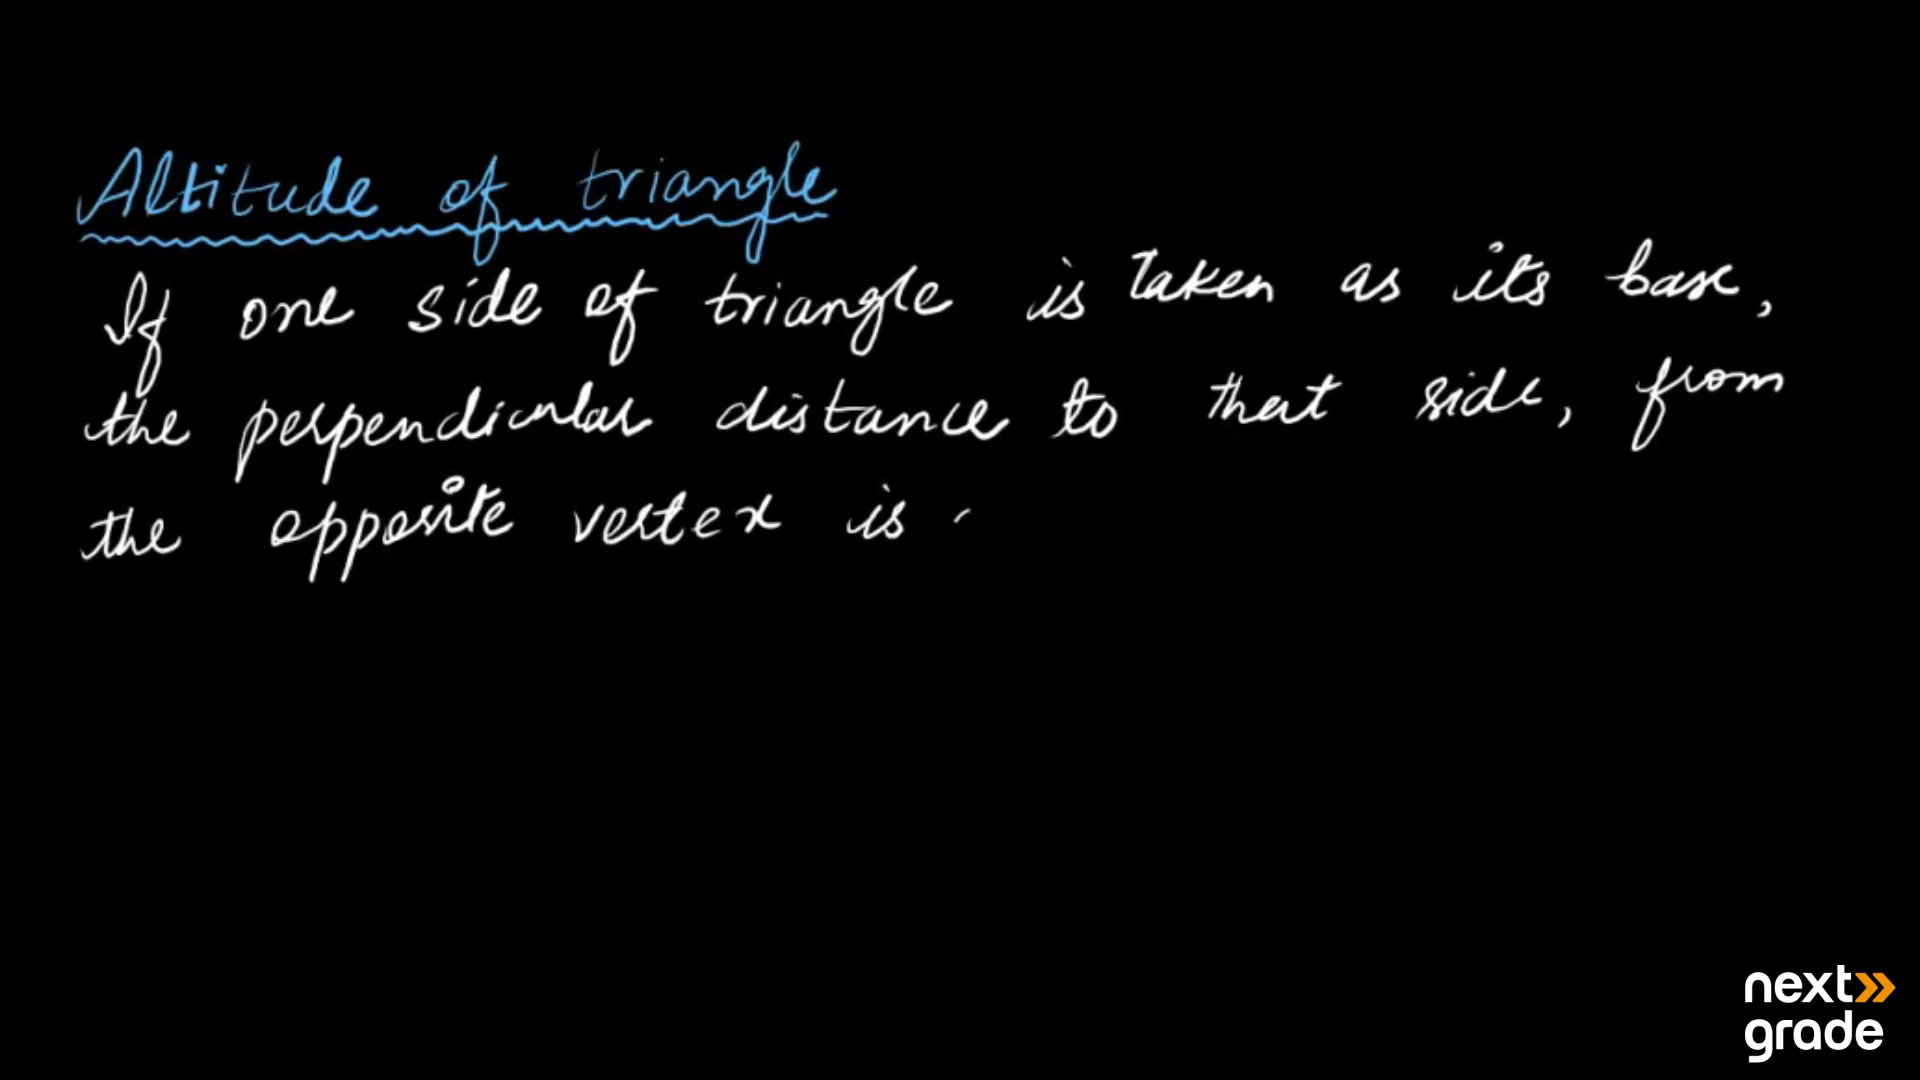 Altitude of triangle
If one side of triangle is taken as its base,
the perpendicular distance to that side, from
the opposite vertex is
next
grade